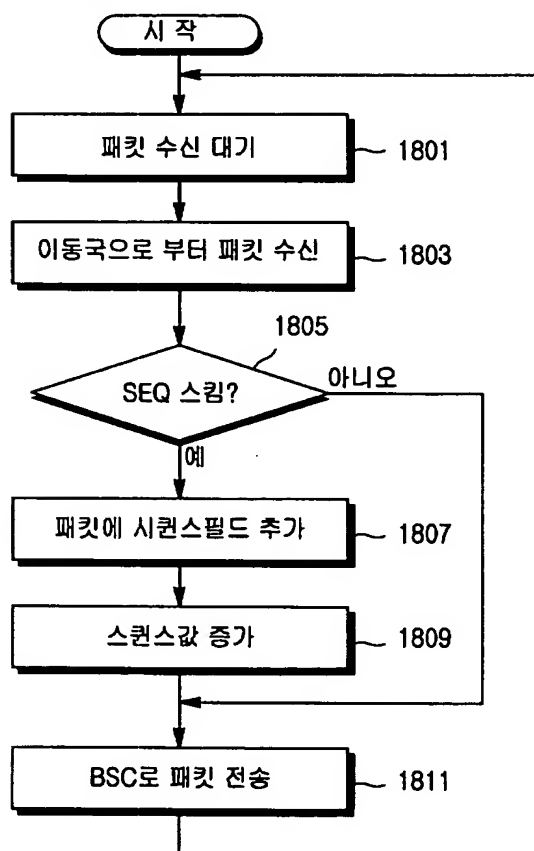 시 작
패킷 수신 대기
1801
이동국으로 부터 패킷 수신
1803
1805
SEQ 스킴?
아니오
예
패킷에 시퀀스필드 추가
1807
스퀀스값 증가
1809
BSC로 패킷 전송
1811